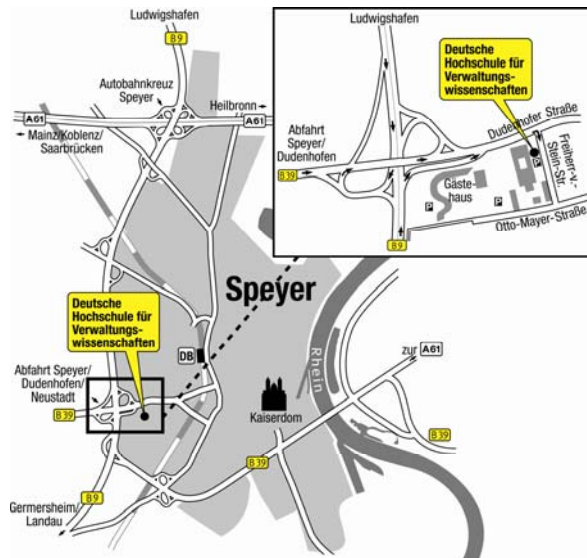 Ludwigshafen
B9
Autobahnkreuz
Speyer
Heilbronn
A61
A61
Mainz/Koblenz/
Saarbrücken
Deutsche
Hochschule für
Verwaltungs-
wissenschaften
Speyer
DB
Abfahrt Speyer/
Dudenhofen/
Neustadt
B39
Kaiserdom
Rhein
zur A61
B39
B39
B9
Germersheim/
Landau
Ludwigshafen
Deutsche
Hochschule für
Verwaltungs-
wissenschaften
Abfahrt
Speyer/
Dudenhofen
B39
Dudenhofer Straße
Freiherr-v.-
Stein-Str.
Gäste-
haus
P
P
Otto-Mayer-Straße
B9